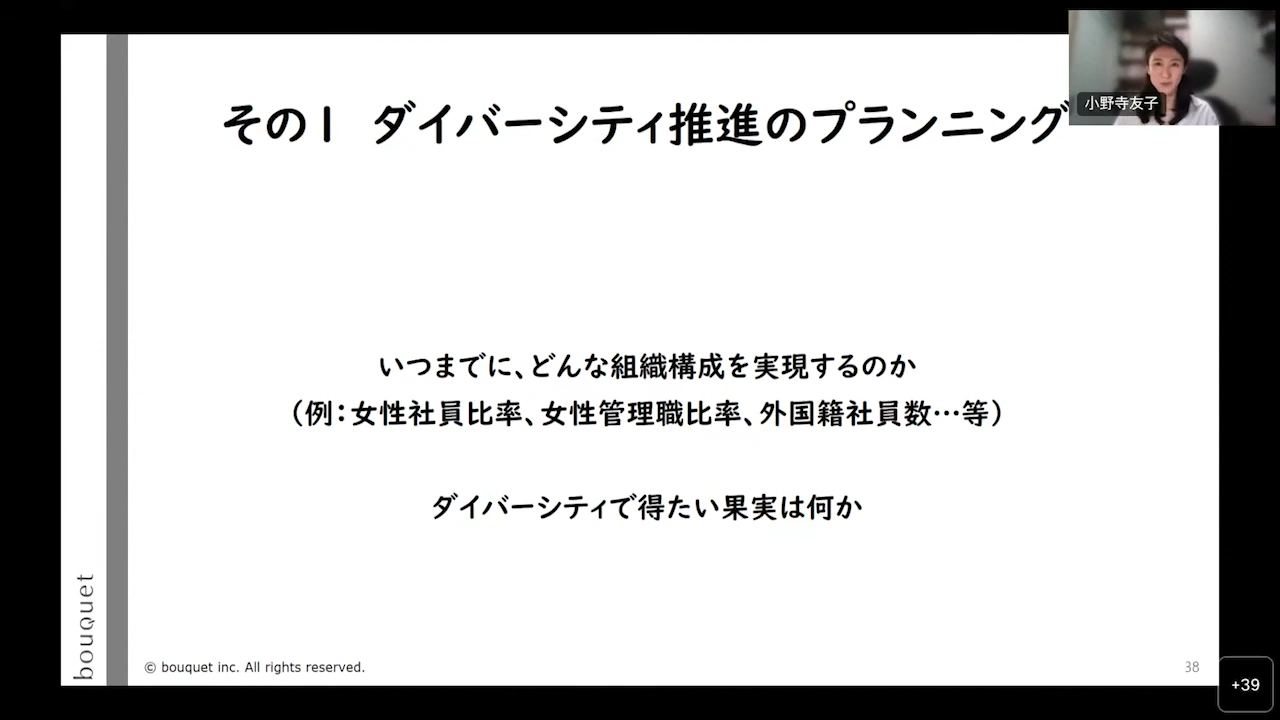 その1 ダイバーシティ推進のプランニング
小野寺友子
いつまでに、どんな組織構成を実現するのか
（例：女性社員比率、女性管理職比率、外国籍社員数…等）
ダイバーシティで得たい果実は何か
bouquet
© bouquet inc. All rights reserved.
38
+39